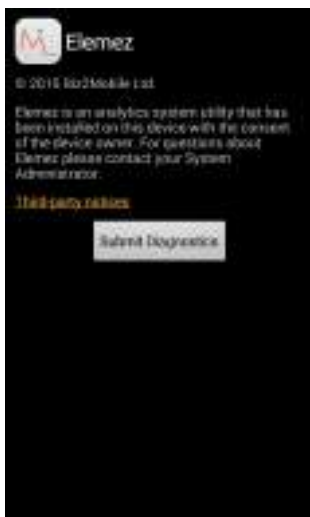 Elemez
© 2015 Biz2Mobile Ltd.
Elemez is an analytics system utility that has
been installed on this device with the consent
of the device owner. For questions about
Elemez please contact your System
Administrator.
Third-party notices
Submit Diagnostics